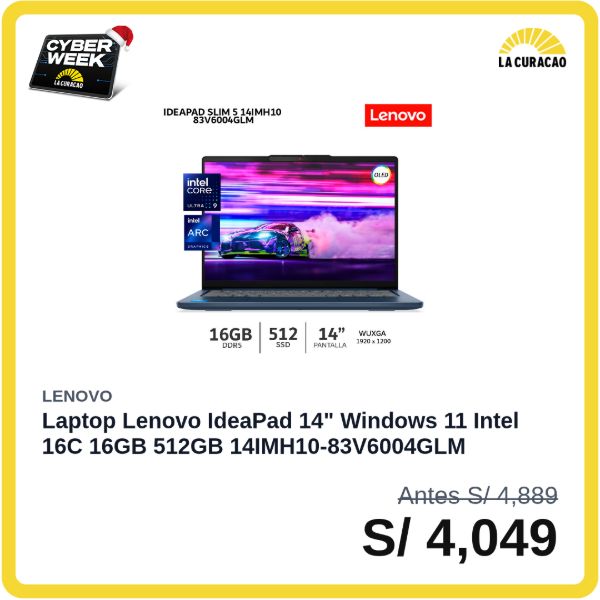 CYBER
WEEK
LA CURACAO
LA CURACAO
IDEAPAD SLIM 5 14IMH10
83V6004GLM
Lenovo
OLED
intel
CORE
ULTRA 9
intel
ARC
GRAPHICS
16GB
DDR5
512
SSD
14”
PANTALLA
WUXGA
1920 x 1200
LENOVO
Laptop Lenovo IdeaPad 14" Windows 11 Intel
16C 16GB 512GB 14IMH10-83V6004GLM
Antes S/ 4,889
S/ 4,049